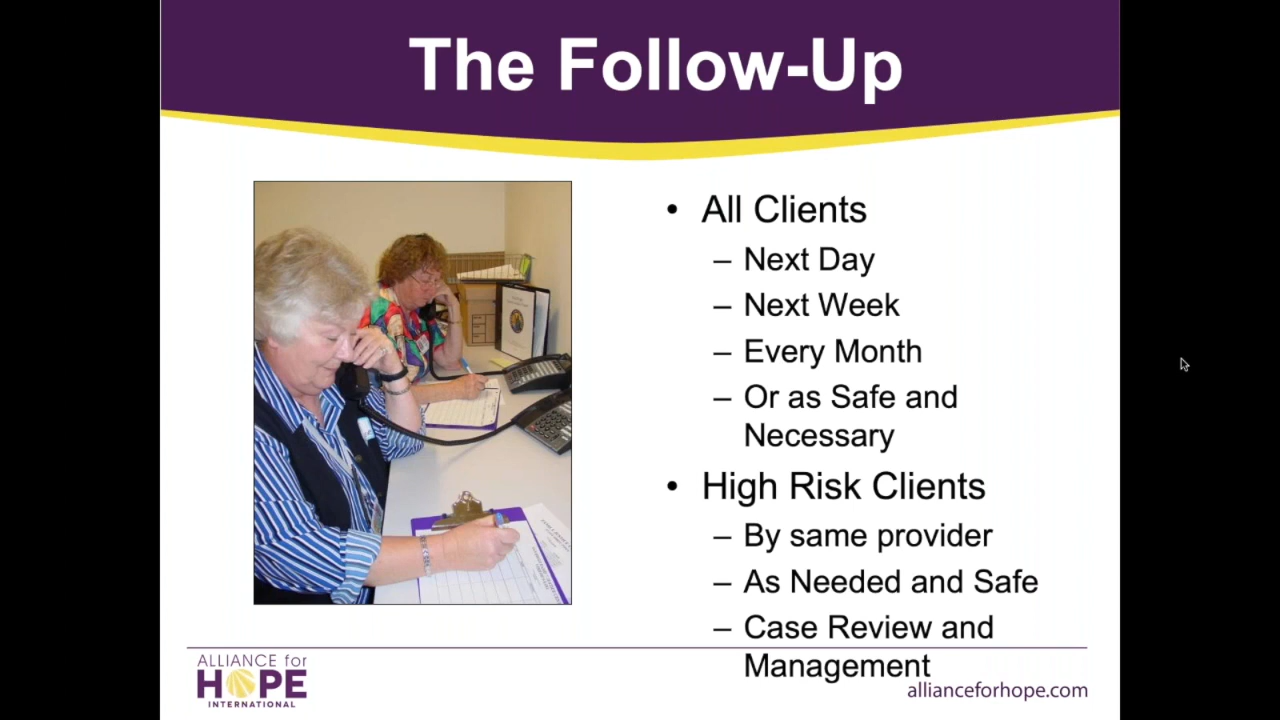 The Follow-Up
• All Clients
– Next Day
– Next Week
– Every Month
– Or as Safe and
Necessary
• High Risk Clients
– By same provider
– As Needed and Safe
– Case Review and
Management
ALLIANCE for
HOPE
INTERNATIONAL
allianceforhope.com